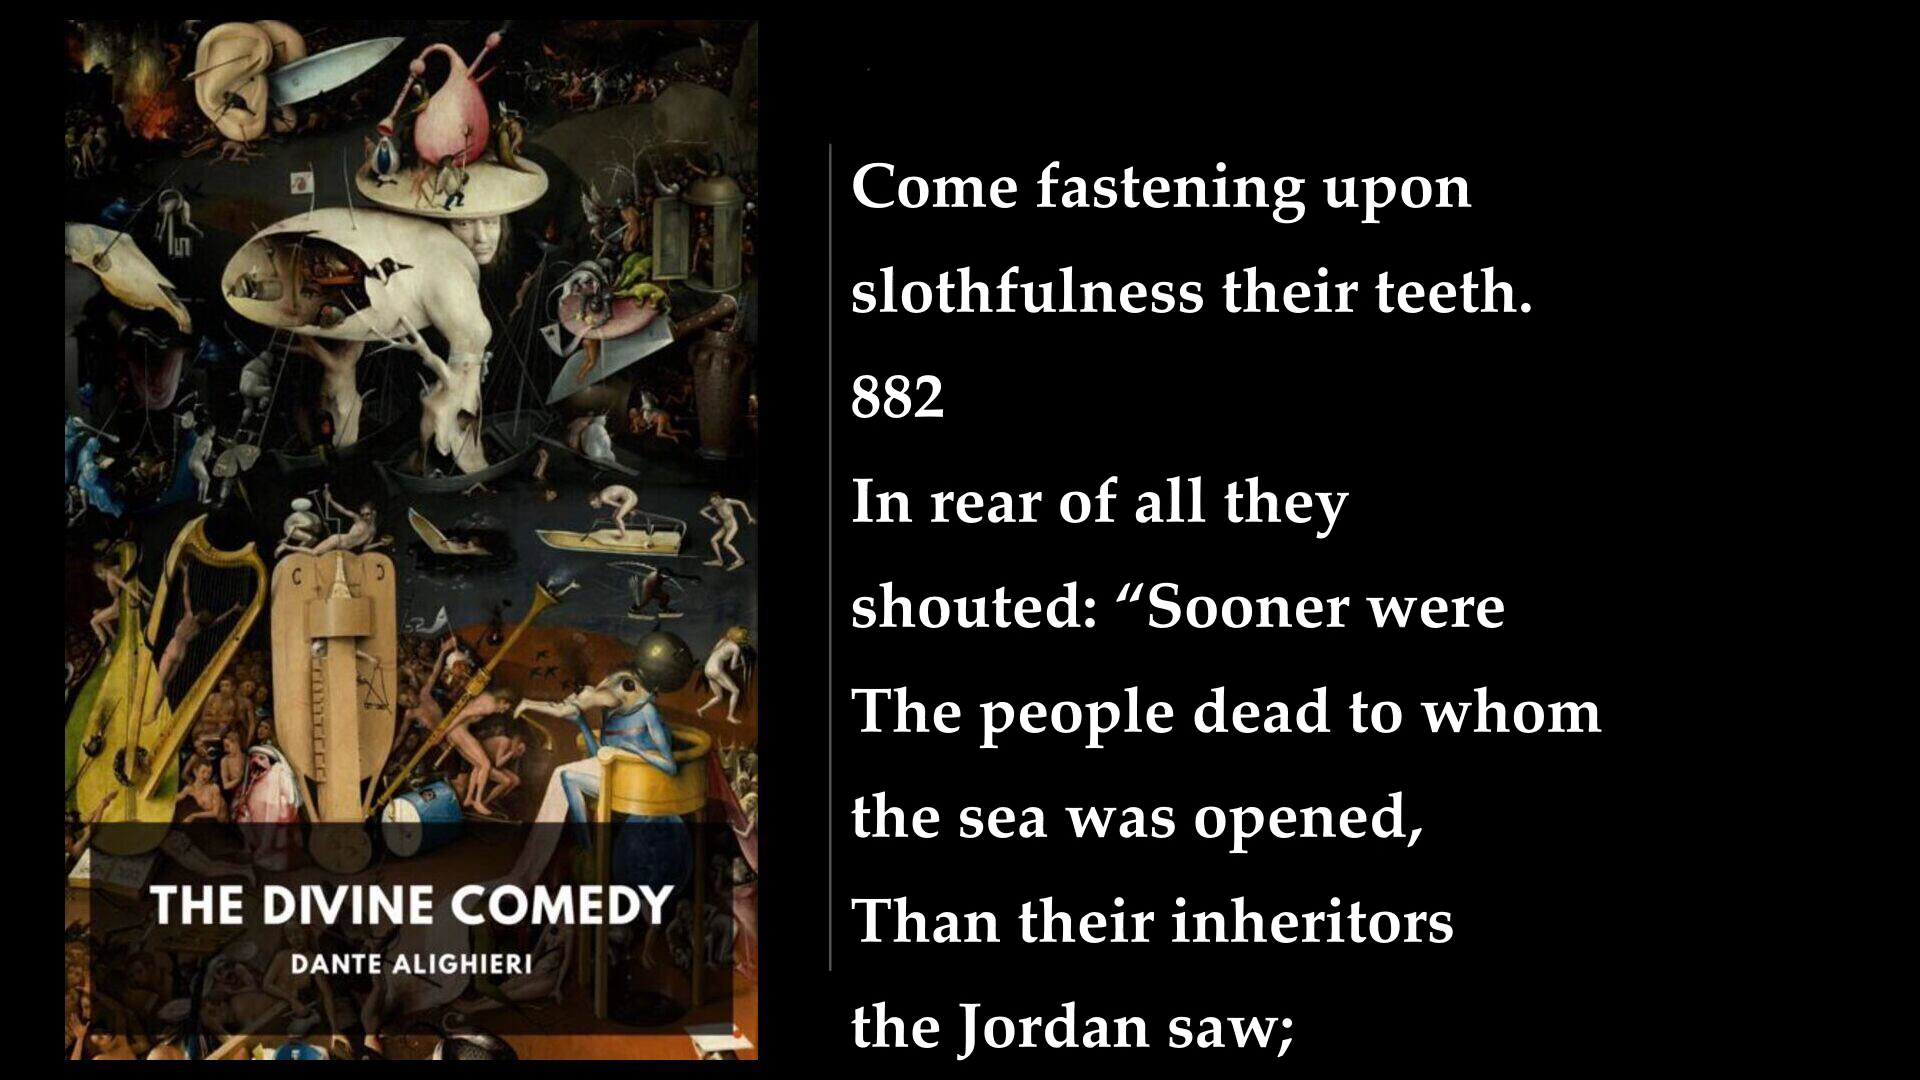 THE DIVINE COMEDY
DANTE ALIGHIERI
Come fastening upon
slothfulness their teeth.
882
In rear of all they
shouted: “Sooner were
The people dead to whom
the sea was opened,
Than their inheritors
the Jordan saw;